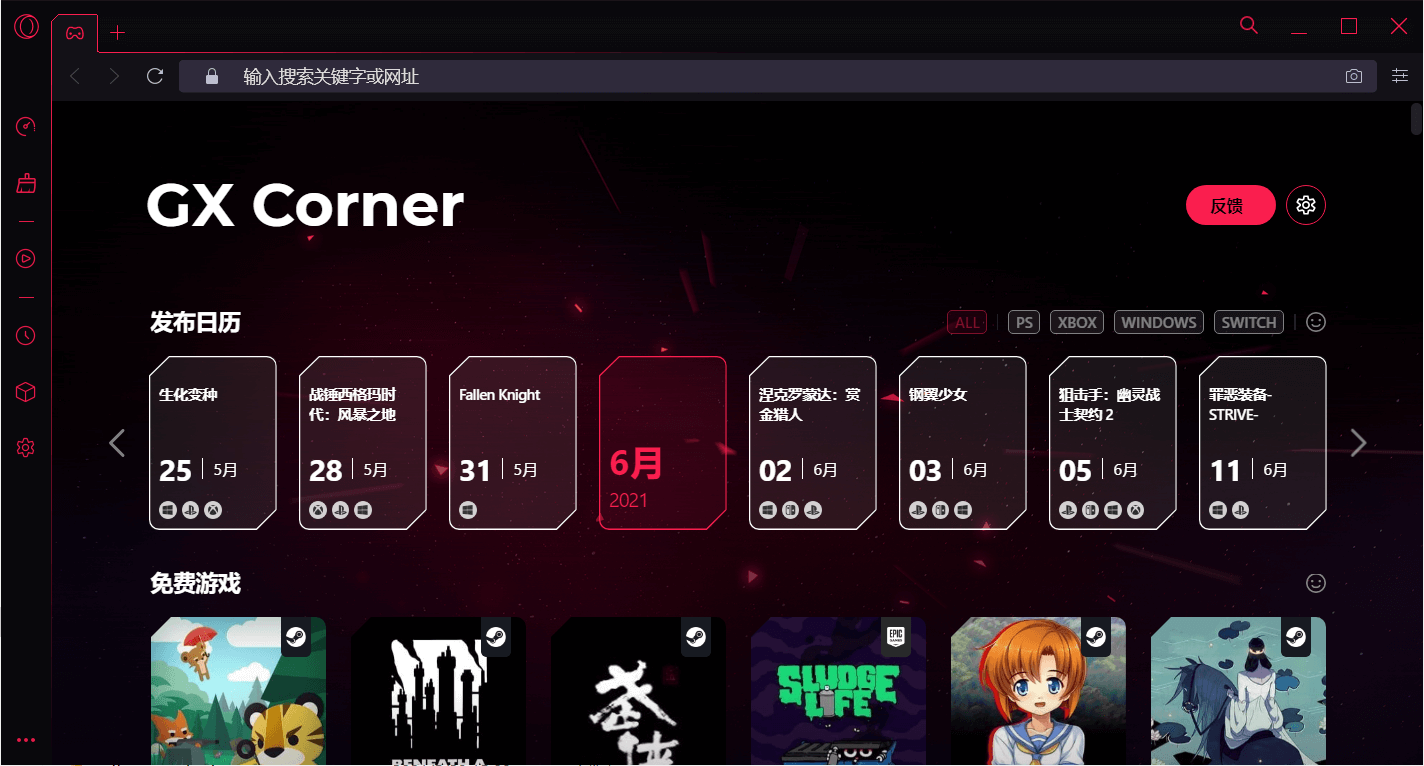 输入搜索关键字或网址
GX Corner
反馈
发布日历
ALL
PS
XBOX
WINDOWS
SWITCH
生化变种
25
5月
战锤西格玛时
代：风暴之地
28
5月
Fallen Knight
31
5月
6月
2021
涅克罗蒙达：赏
金猎人
02
6月
钢翼少女
03
6月
狙击手：幽灵战
士契约 2
05
6月
罪恶装备-
STRIVE-
11
6月
免费游戏
EPIC
GAMES
SLUDGE
LIFE
BENEATH A